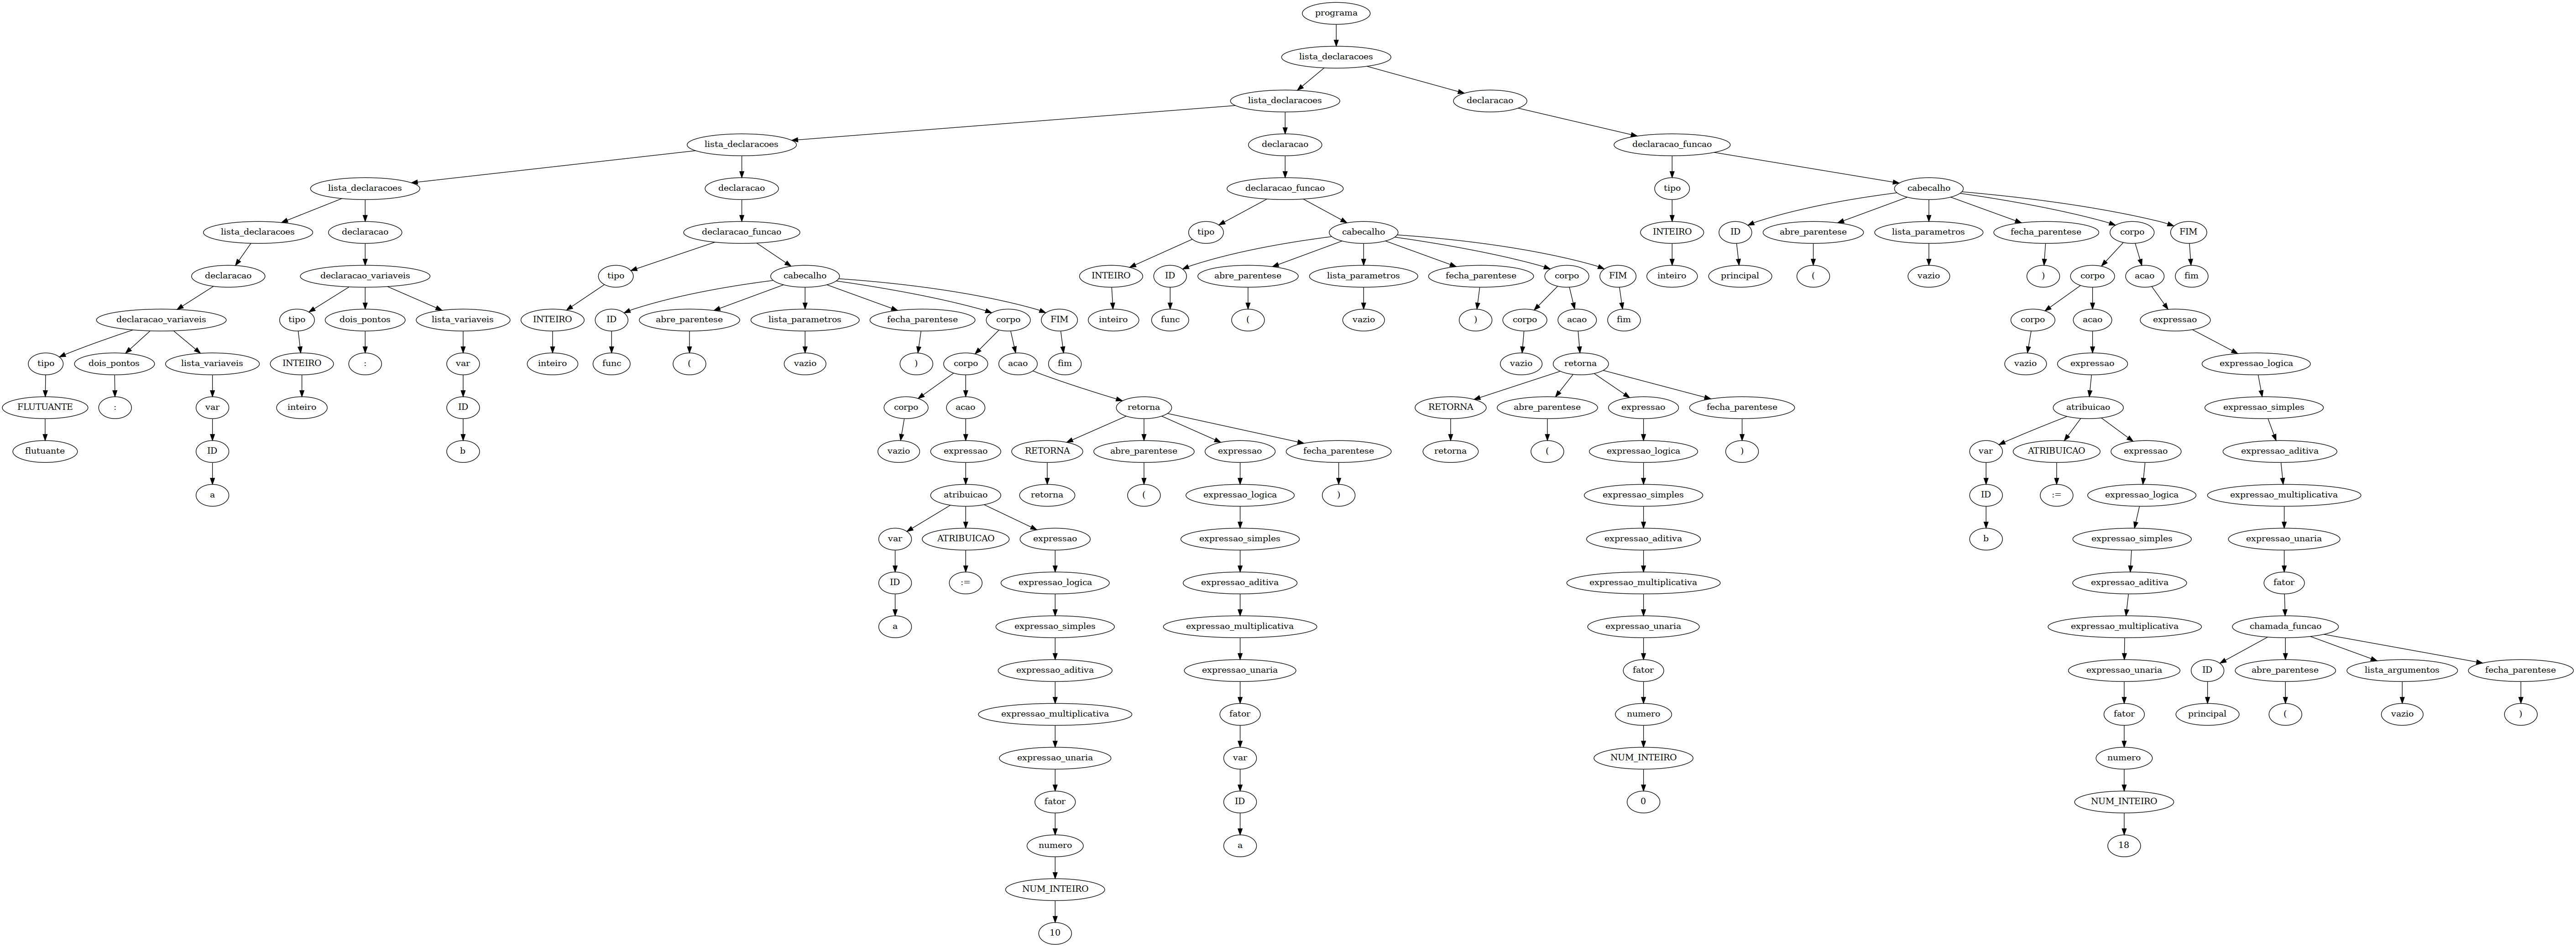 programa
lista_declaracoes
lista_declaracoes declaracao
lista_declaracoes declaracao declaracao_funcao
lista_declaracoes declaracao declaracao_funcao tipo cabecalho
lista_declaracoes declaracao declaracao_funcao tipo cabecalho INTEIRO ID abre_parentese lista_parametros fecha_parentese corpo FIM
declaracao declaracao_variaveis tipo cabecalho INTEIRO ID abre_parentese lista_parametros fecha_parentese corpo FIM inteiro principal ( vazio ) corpo acao fim
declaracao_variaveis tipo dois_pontos lista_variaveis INTEIRO ID abre_parentese lista_parametros fecha_parentese corpo FIM inteiro func ( vazio ) corpo acao fim corpo acao expressao
tipo dois_pontos lista_variaveis INTEIRO : var inteiro func ( vazio ) corpo acao fim vazio retorna vazio expressao expressao_logica
FLUTUANTE : var inteiro ID corpo acao retorna RETORNA abre_parentese expressao fecha_parentese atribuicao expressao_simples
flutuante ID b vazio expressao RETORNA abre_parentese expressao fecha_parentese retorna ( expressao_logica ) var ATRIBUICAO expressao expressao_aditiva
a atribuicao retorna ( expressao_logica ) expressao_simples ID := expressao_logica expressao_multiplicativa
var ATRIBUICAO expressao expressao_simples expressao_aditiva b expressao_simples expressao_unaria
ID := expressao_logica expressao_aditiva expressao_multiplicativa expressao_aditiva fator
a expressao_simples expressao_multiplicativa expressao_unaria expressao_multiplicativa chamada_funcao
expressao_aditiva expressao_unaria fator expressao_unaria ID abre_parentese lista_argumentos fecha_parentese
expressao_multiplicativa fator numero fator principal ( vazio )
expressao_unaria var NUM_INTEIRO numero
fator ID 0 NUM_INTEIRO
numero a 18
NUM_INTEIRO
10